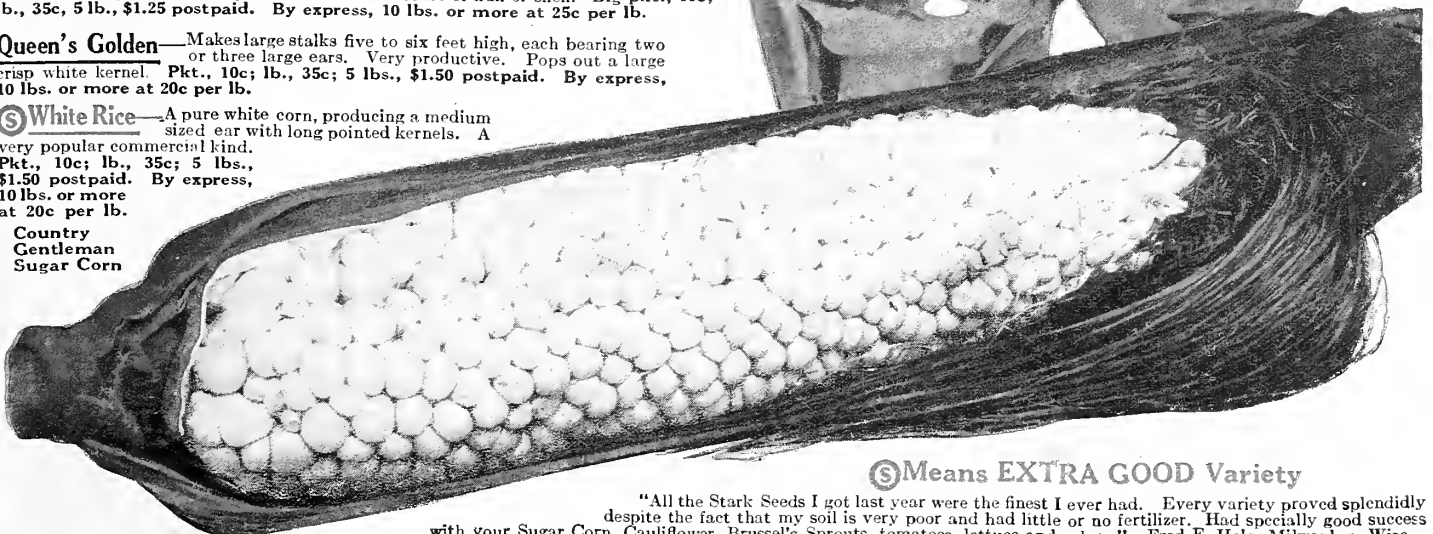 b., 35c, 5 lb., $1.25 postpaid. By express, 10 lbs. or more at 25c per lb.
Queen's Golden—Makes large stalks five to six feet high, each bearing two
or three large ears. Very productive. Pops out a large
crisp white kernel. Pkt., 10c; lb., 35c; 5 lbs., $1.50 postpaid. By express,
10 lbs. or more at 20c per lb.
Ⓢ White Rice—A pure white corn, producing a medium
sized ear with long pointed kernels. A
very popular commercial kind.
Pkt., 10c; lb., 35c; 5 lbs.,
$1.50 postpaid. By express,
10 lbs. or more
at 20c per lb.
Country
Gentleman
Sugar Corn
Ⓢ Means EXTRA GOOD Variety
"All the Stark Seeds I got last year were the finest I ever had. Every variety proved splendidly
despite the fact that my soil is very poor and had little or no fertilizer. Had specially good success
with your Sugar Corn, Cauliflower, Brussel's Sprouts, tomatoes, lettuce and